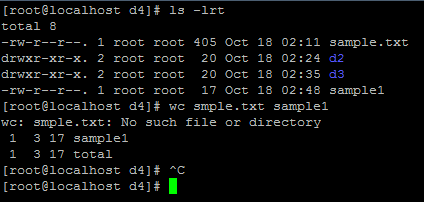 [root@localhost d4]# ls -lrt
total 8
-rw-r--r--. 1 root root 405 Oct 18 02:11 sample.txt
drwxr-xr-x. 2 root root  20 Oct 18 02:24 d2
drwxr-xr-x. 2 root root  20 Oct 18 02:35 d3
-rw-r--r--. 1 root root  17 Oct 18 02:48 sample1
[root@localhost d4]# wc smple.txt sample1
wc: smple.txt: No such file or directory
 1  3 17 sample1
 1  3 17 total
[root@localhost d4]# ^C
[root@localhost d4]#